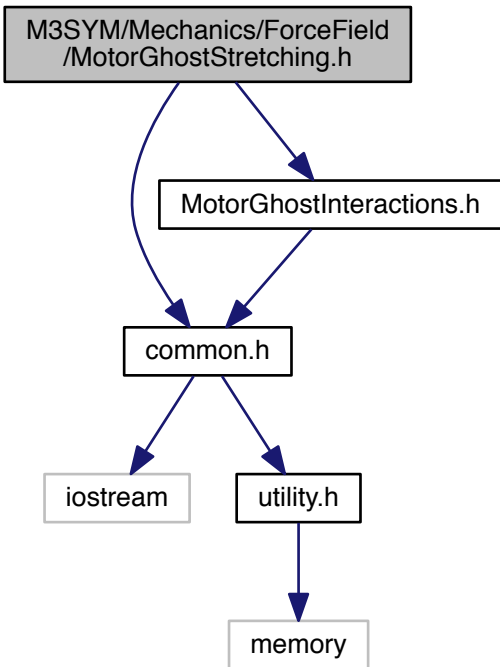 M3SYM/Mechanics/ForceField
/MotorGhostStretching.h
MotorGhostInteractions.h
common.h
iostream
utility.h
memory